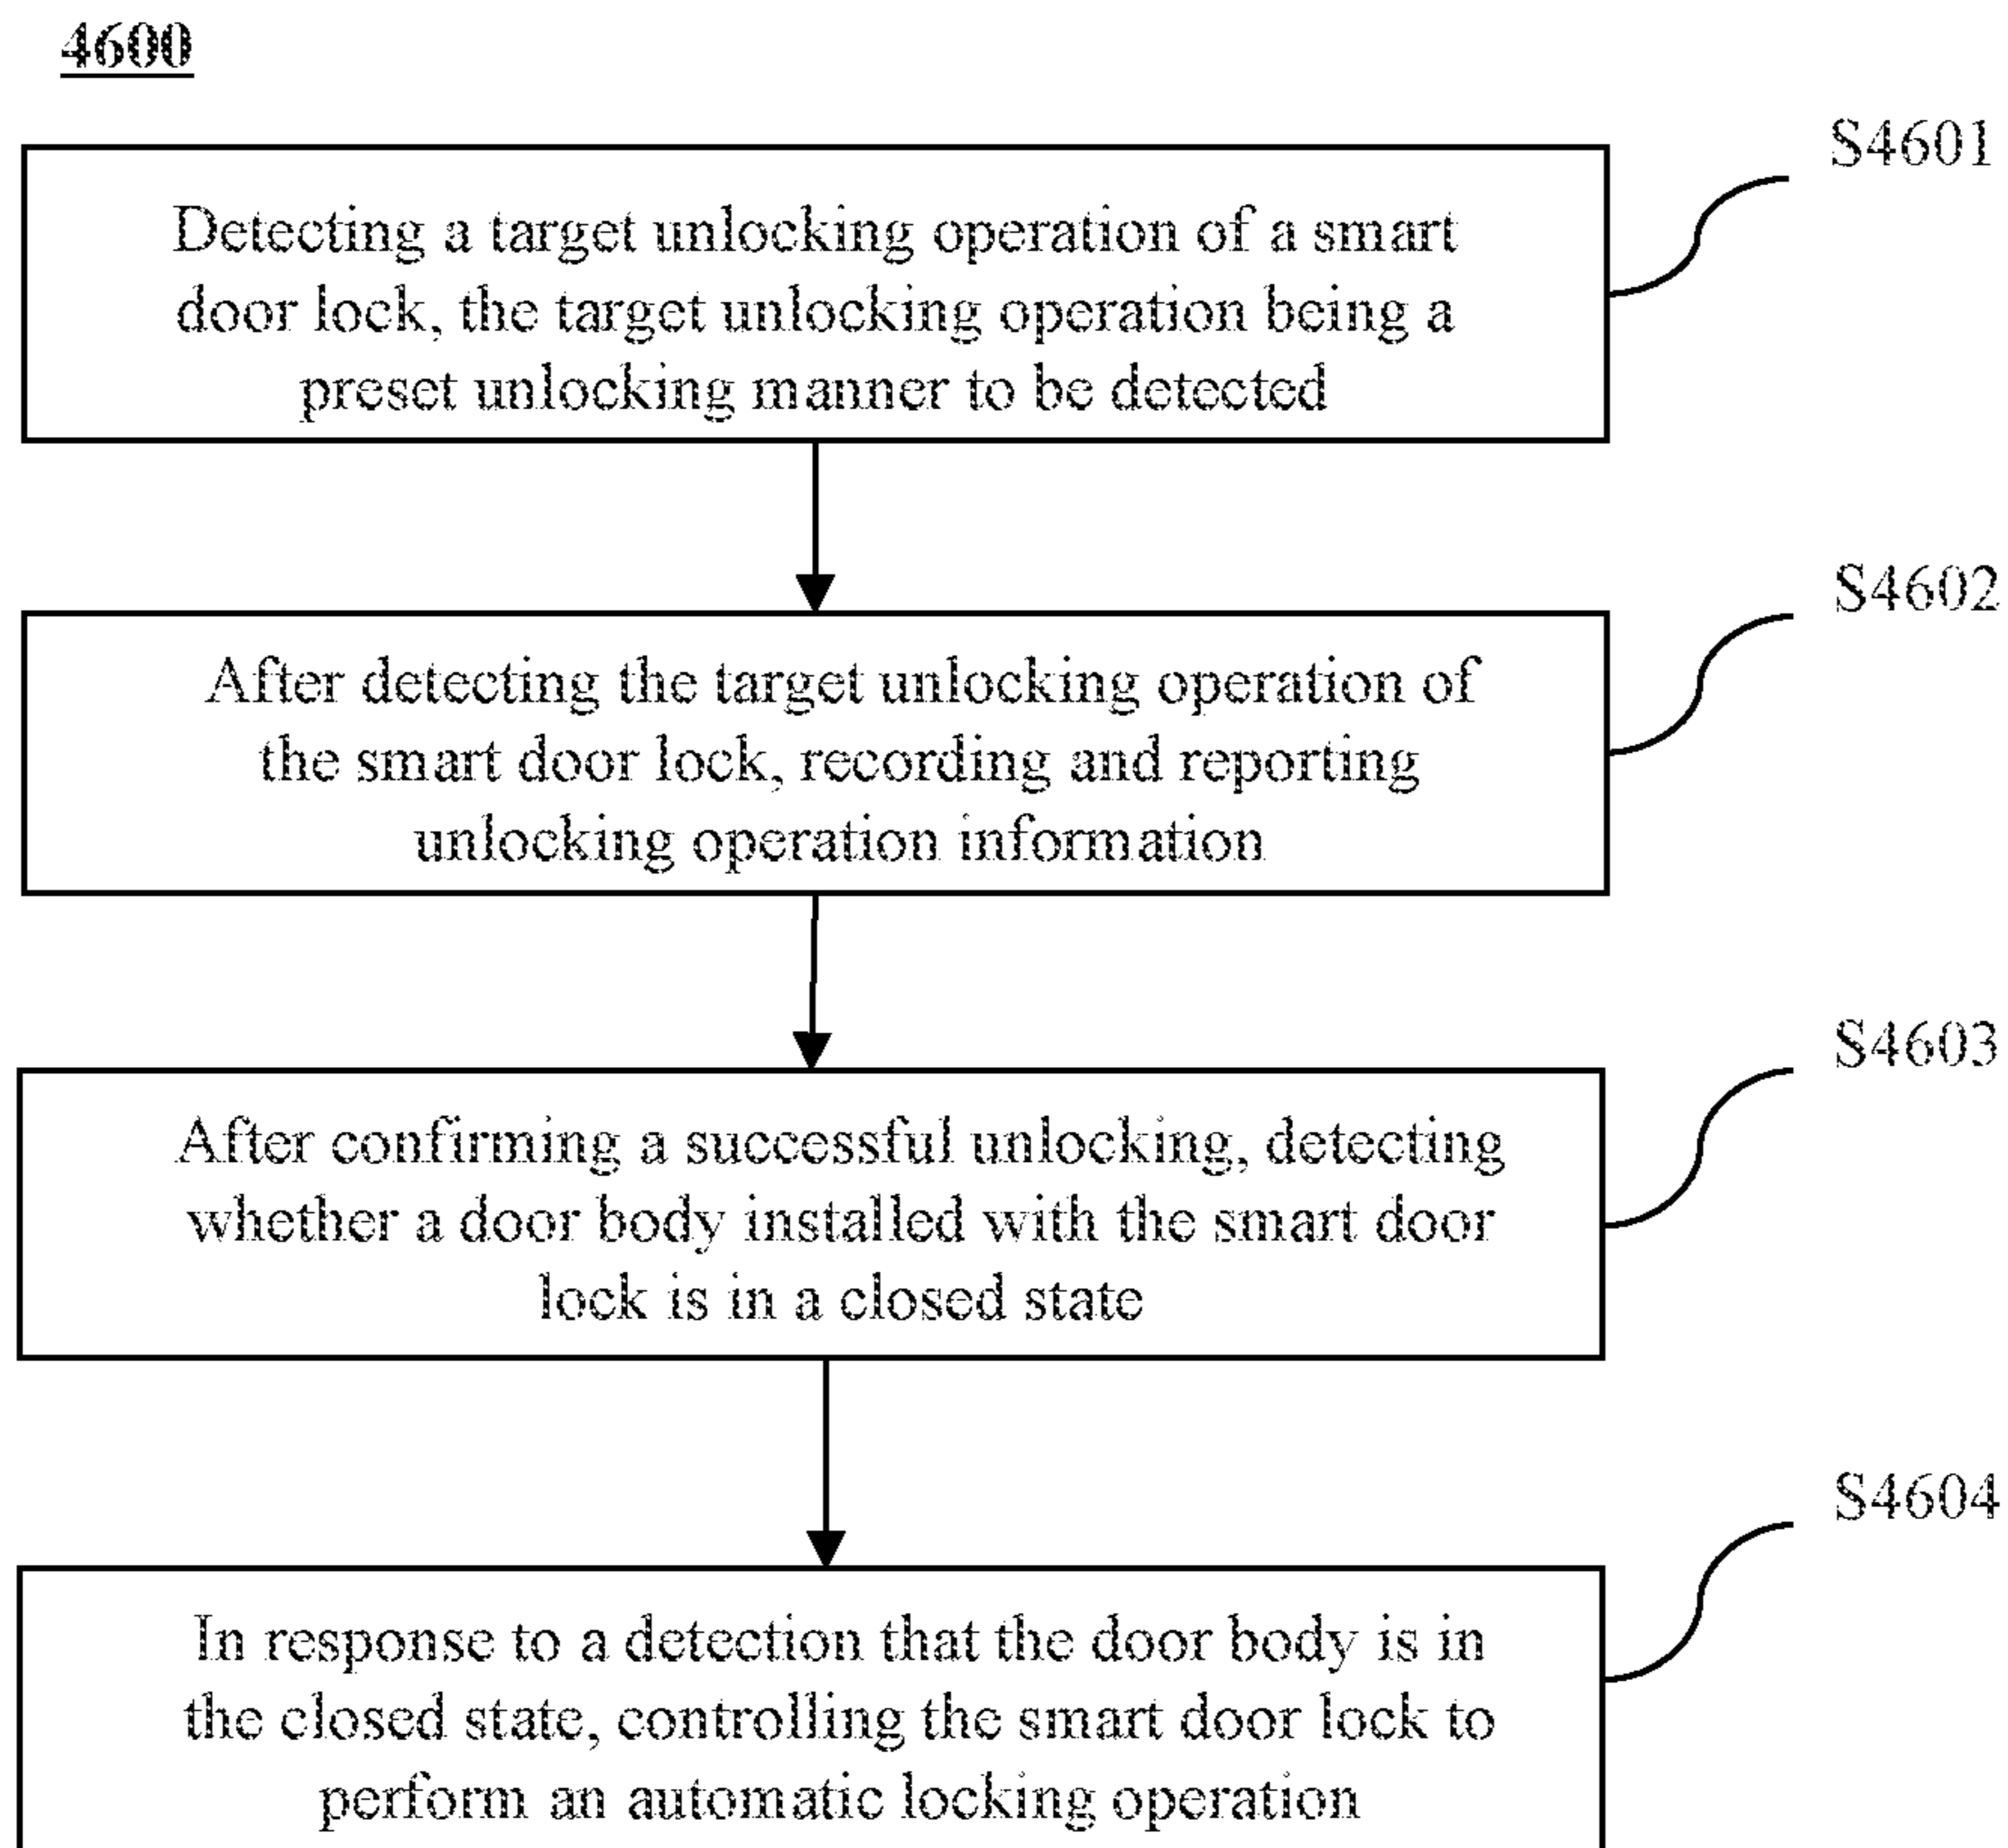 4600
S4601
Detecting a target unlocking operation of a smart
door lock, the target unlocking operation being a
preset unlocking manner to be detected
S4602
After detecting the target unlocking operation of
the smart door lock, recording and reporting
unlocking operation information
S4603
After confirming a successful unlocking, detecting
whether a door body installed with the smart door
lock is in a closed state
S4604
In response to a detection that the door body is in
the closed state, controlling the smart door lock to
perform an automatic locking operation